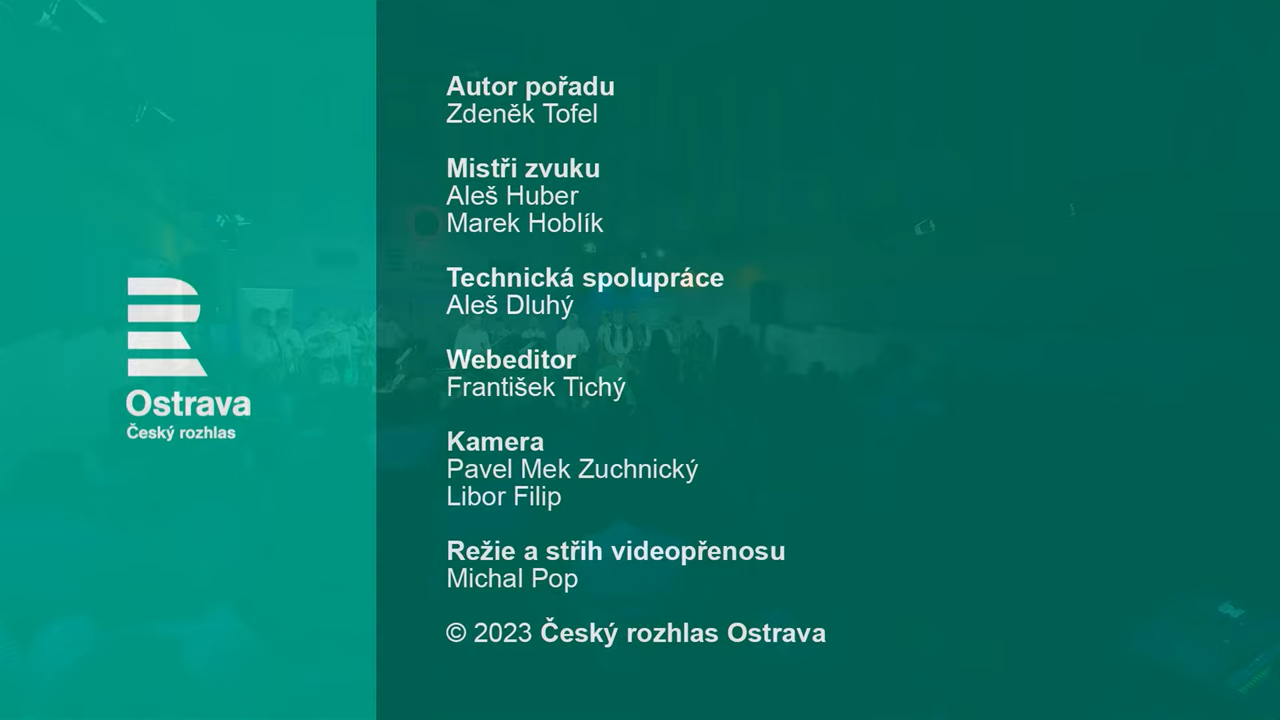 Ostrava
Český rozhlas
Autor pořadu
Zdeněk Tofel
Mistři zvuku
Aleš Huber
Marek Hoblík
Technická spolupráce
Aleš Dluhý
Webeditor
František Tichý
Kamera
Pavel Mek Zuchnický
Libor Filip
Režie a střih videopřenosu
Michal Pop
© 2023 Český rozhlas Ostrava